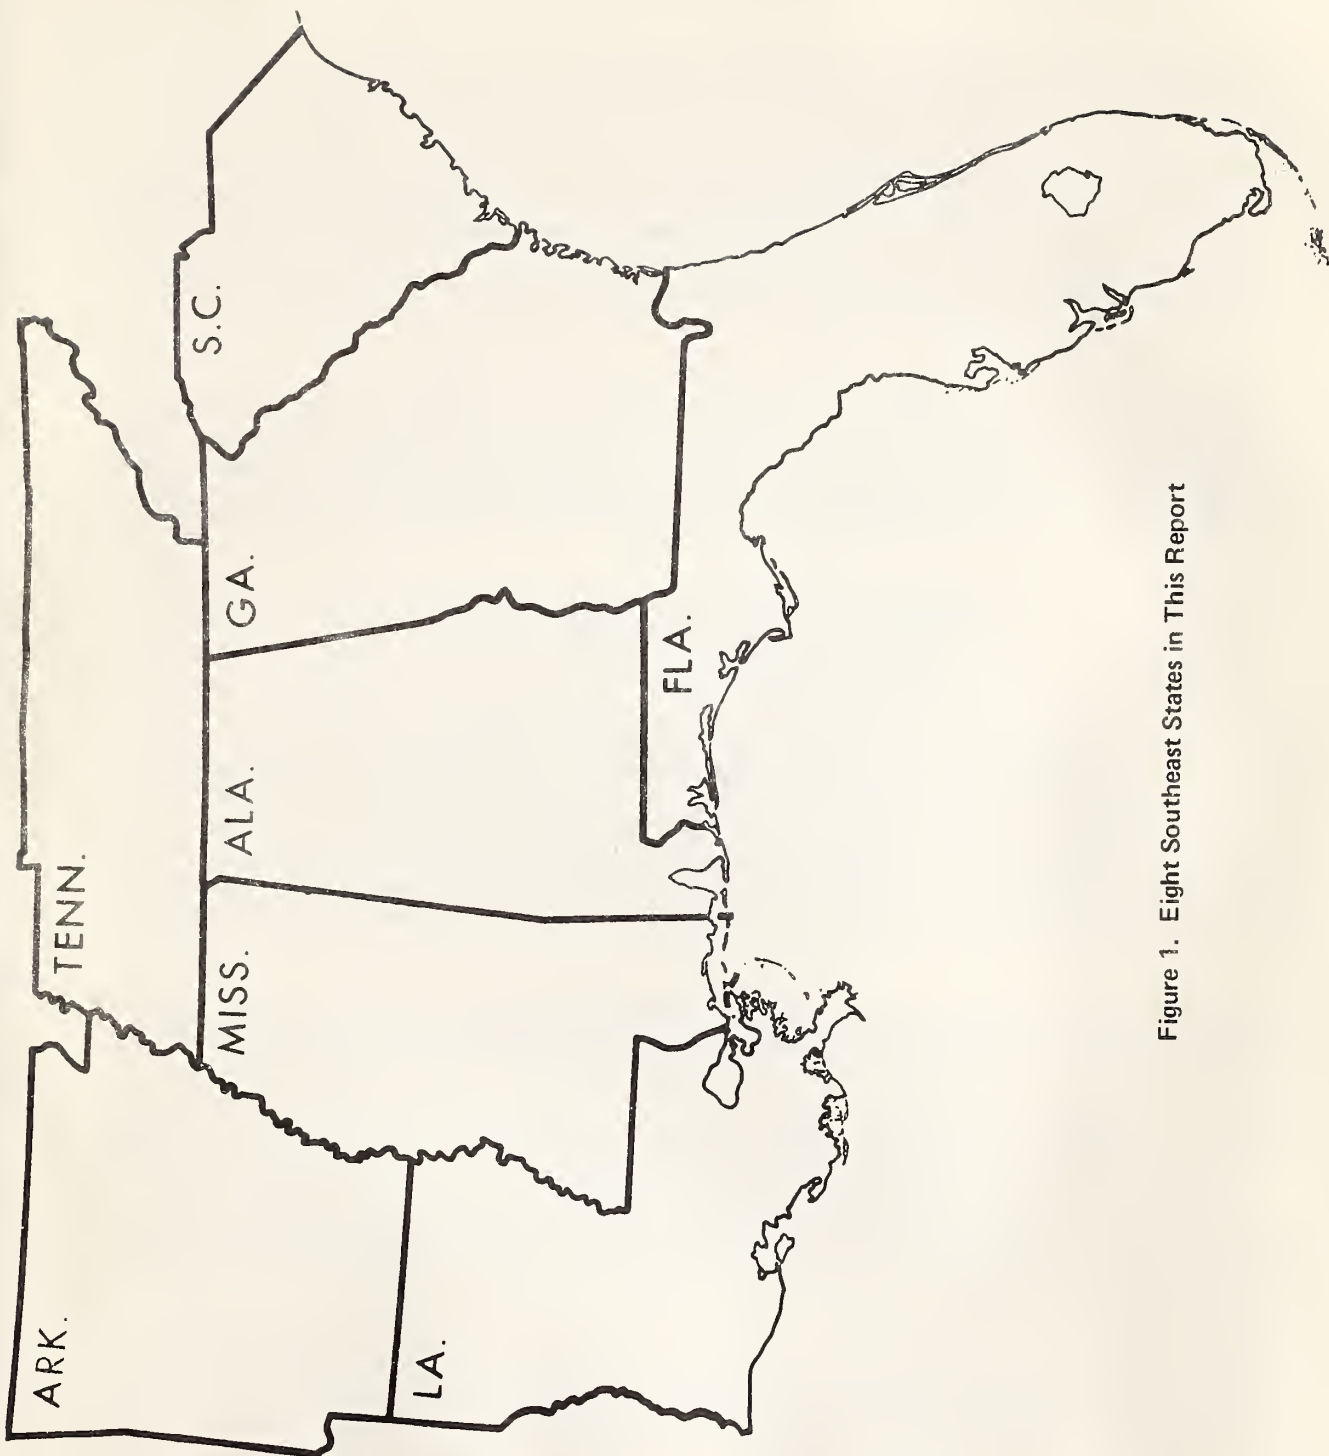 ARK.
TENN.
S.C.
LA.
MISS.
ALA.
GA.
FLA.
Figure 1. Eight Southeast States in This Report